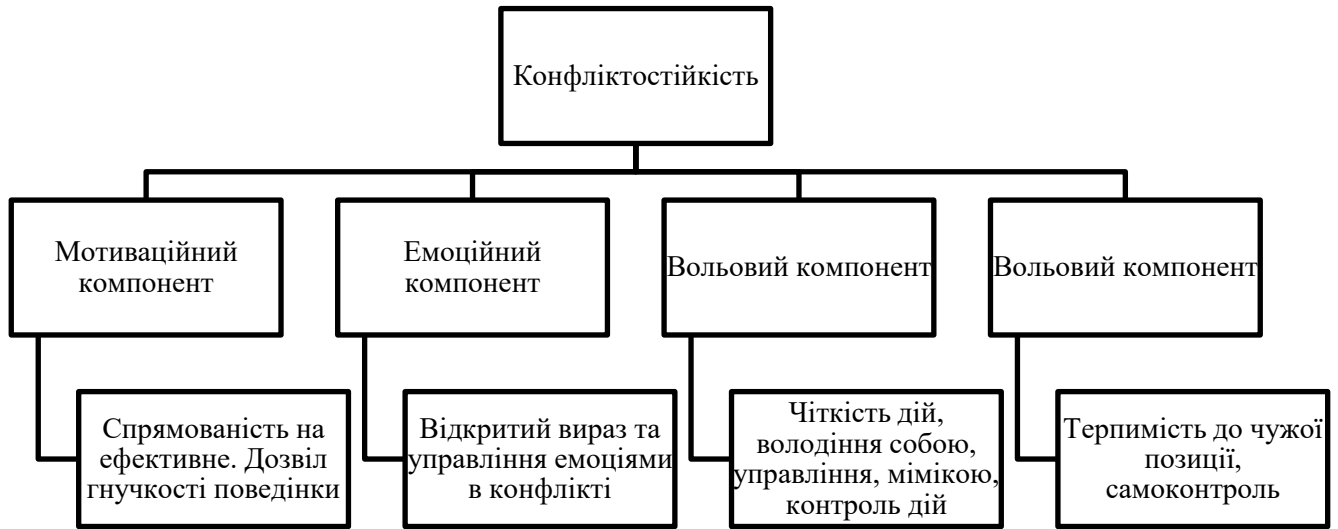 Конфліктостійкість
Мотиваційний
компонент
Емоційний
компонент
Вольовий компонент
Вольовий компонент
Спрямованість на
ефективне. Дозвіл
гнучкості поведінки
Відкритий вираз та
управління емоціями
в конфлікті
Чіткість дій,
володіння собою,
управління, мімікою,
контроль дій
Терпимість до чужої
позиції,
самоконтроль